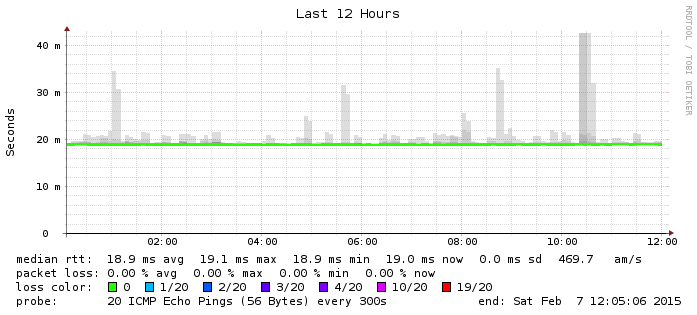 Last 12 Hours
RRDTOOL / TOBI OETIKER
Seconds
40 m
30 m
20 m
10 m
0
02:00 04:00 06:00 08:00 10:00 12:00
median rtt: 18.9 ms avg 19.1 ms max 18.9 ms min 19.0 ms now 0.0 ms sd 469.7 am/s
packet loss: 0.00 % avg 0.00 % max 0.00 % min 0.00 % now
loss color: 0 1/20 2/20 3/20 4/20 10/20 19/20
probe: 20 ICMP Echo Pings (56 Bytes) every 300s end: Sat Feb 7 12:05:06 2015